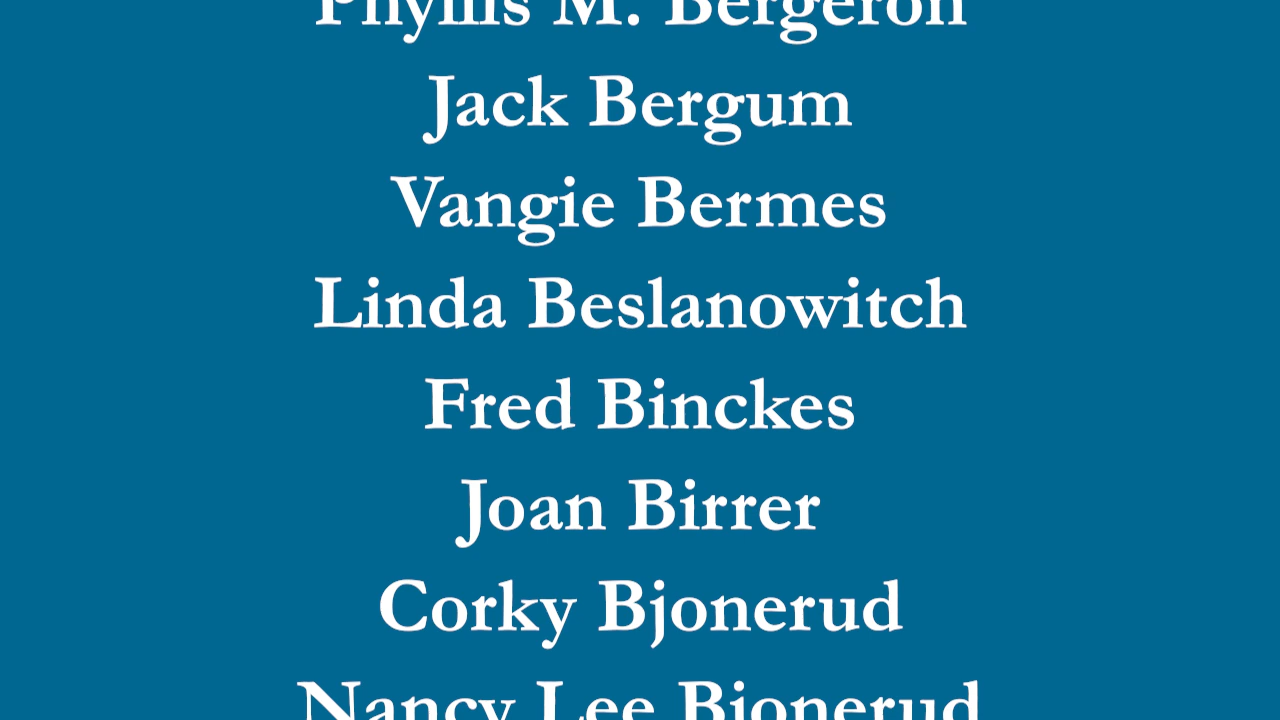 Phyllis M. Bergeron
Jack Bergum
Vangie Bermes
Linda Beslanowitch
Fred Binckes
Joan Birrer
Corky Bjonerud
Nancy Lee Bjonerud